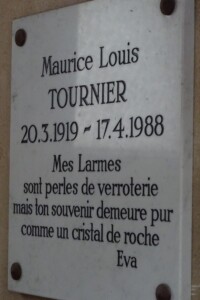 Maurice Louis
TOURNIER
20.3.1919 ~ 17.4.1988
Mes Larmes
sont perles de verroterie
mais ton souvenir demeure pur
comme un cristal de roche
Eva